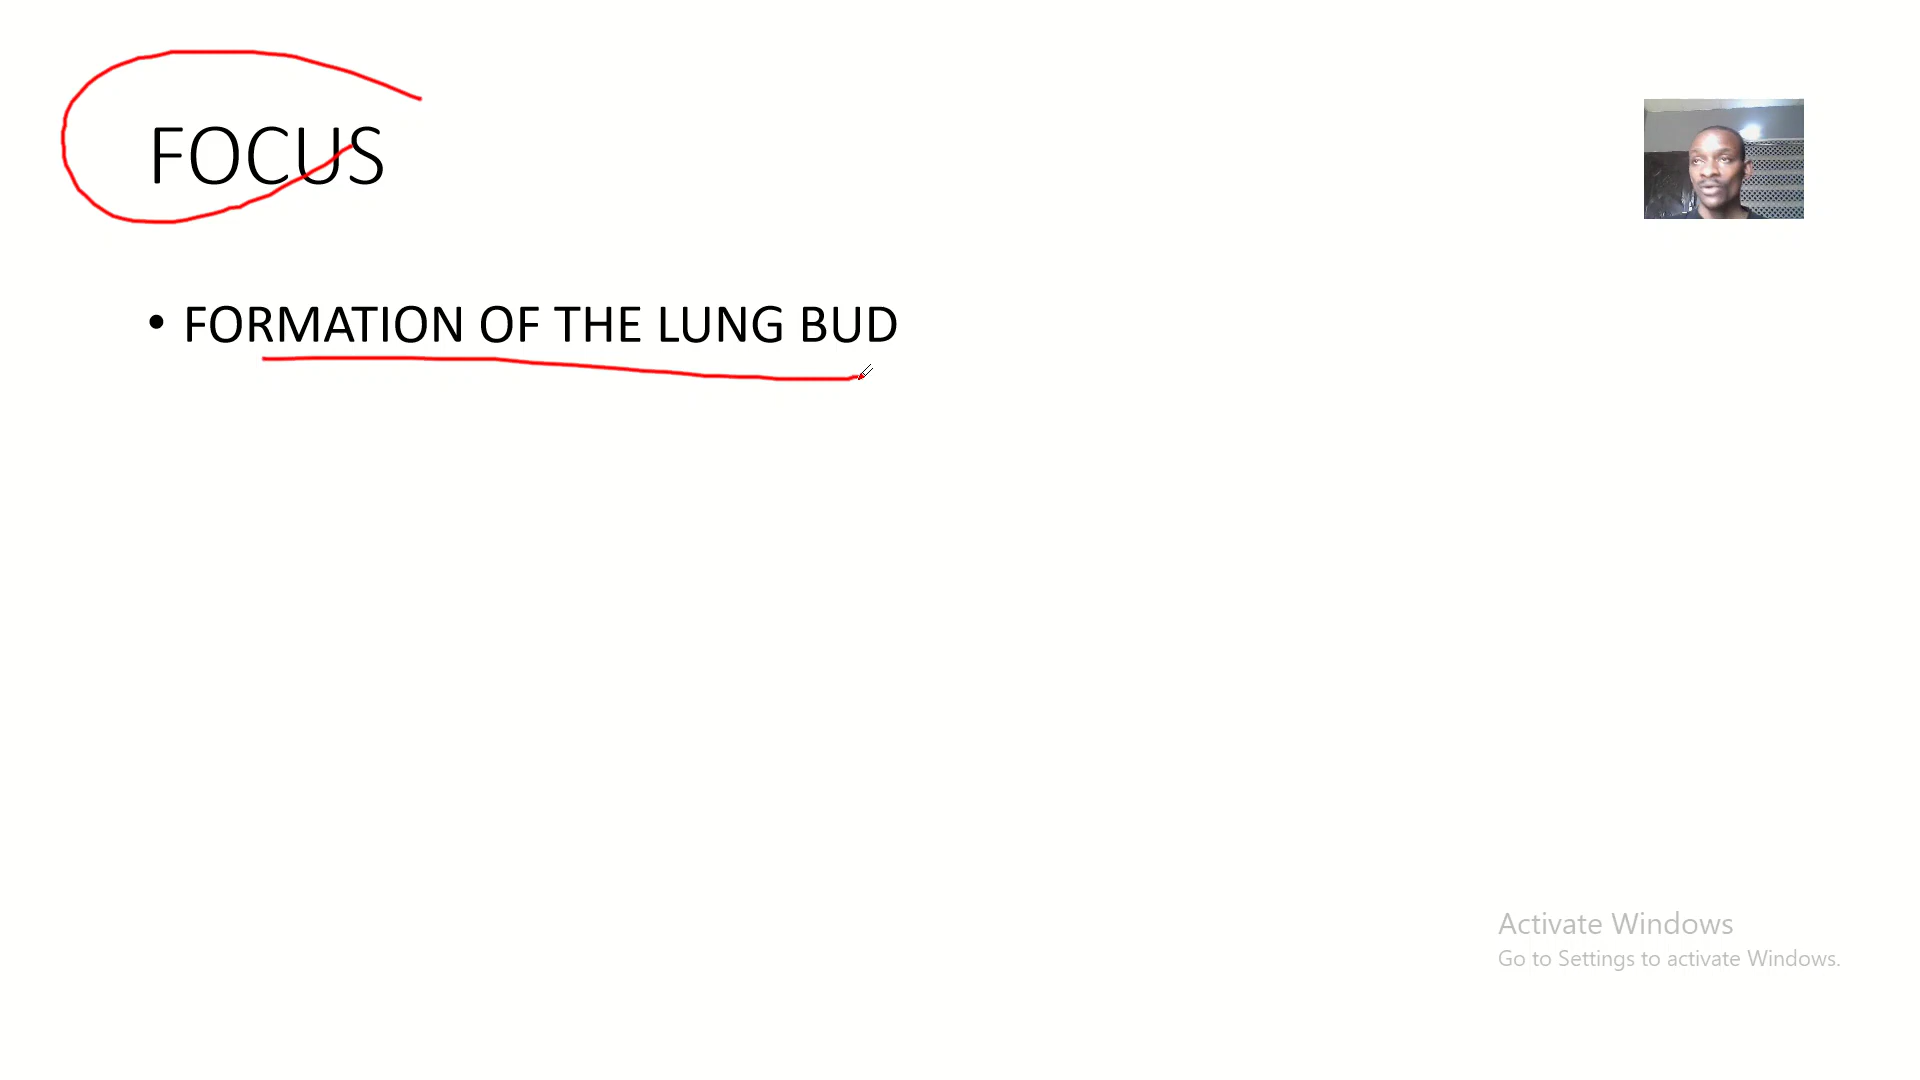 FOCUS
• FORMATION OF THE LUNG BUD
Activate Windows
Go to Settings to activate Windows.